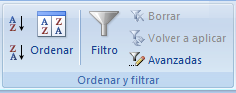 A
Z
Z A
A Z
Ordenar
Z
A
Filtro
Borrar
Volver a aplicar
Avanzadas
Ordenar y filtrar